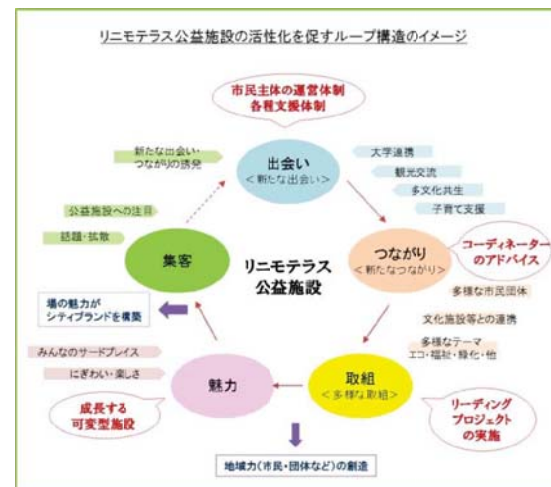 リニモテラス公益施設の活性化を促すループ構造のイメージ
市民主体の運営体制
各種支援体制
新たな出会い・
つながりの誘発
出会い
＜新たな出会い＞
大学連携
観光交流
多文化共生
子育て支援
公益施設への注目
話題・拡散
集客
リニモテラス
公益施設
つながり
＜新たなつながり＞
コーディネーター
のアドバイス
多様な市民団体
場の魅力が
シティブランドを構築
文化施設等との連携
多様なテーマ
エコ・福祉・緑化・他
みんなのサードプレイス
にぎわい・楽しさ
魅力
取組
＜多様な取組＞
成長する
可変型施設
リーディング
プロジェクト
の実施
地域力(市民・団体など)の創造